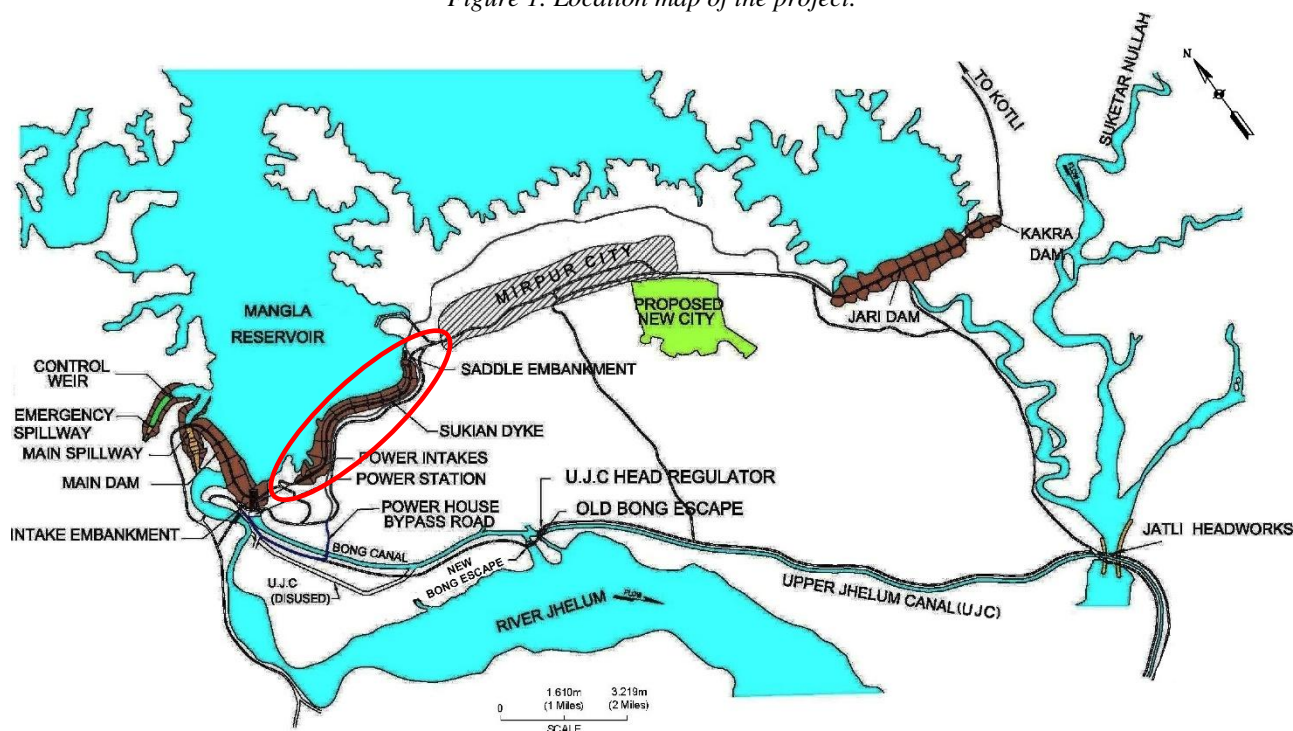 Figure 1. Location map of the project.
N
TO KOTLI
SUKETAR NULLAH
FLOW
KAKRA
DAM
MIRPUR CITY
PROPOSED
NEW CITY
JARI DAM
MANGLA
RESERVOIR
CONTROL
WEIR
EMERGENCY
SPILLWAY
MAIN SPILLWAY
MAIN DAM
INTAKE EMBANKMENT
SADDLE EMBANKMENT
SUKIAN DYKE
POWER INTAKES
POWER STATION
POWER HOUSE
BYPASS ROAD
U.J.C HEAD REGULATOR
OLD BONG ESCAPE
JATLI HEADWORKS
BONG CANAL
NEW
BONG ESCAPE
U.J.C
(DISUSED)
UPPER JHELUM CANAL(UJC)
RIVER JHELUM
FLOW
0
1.610m
(1 Miles)
3.219m
(2 Miles)
SCALE